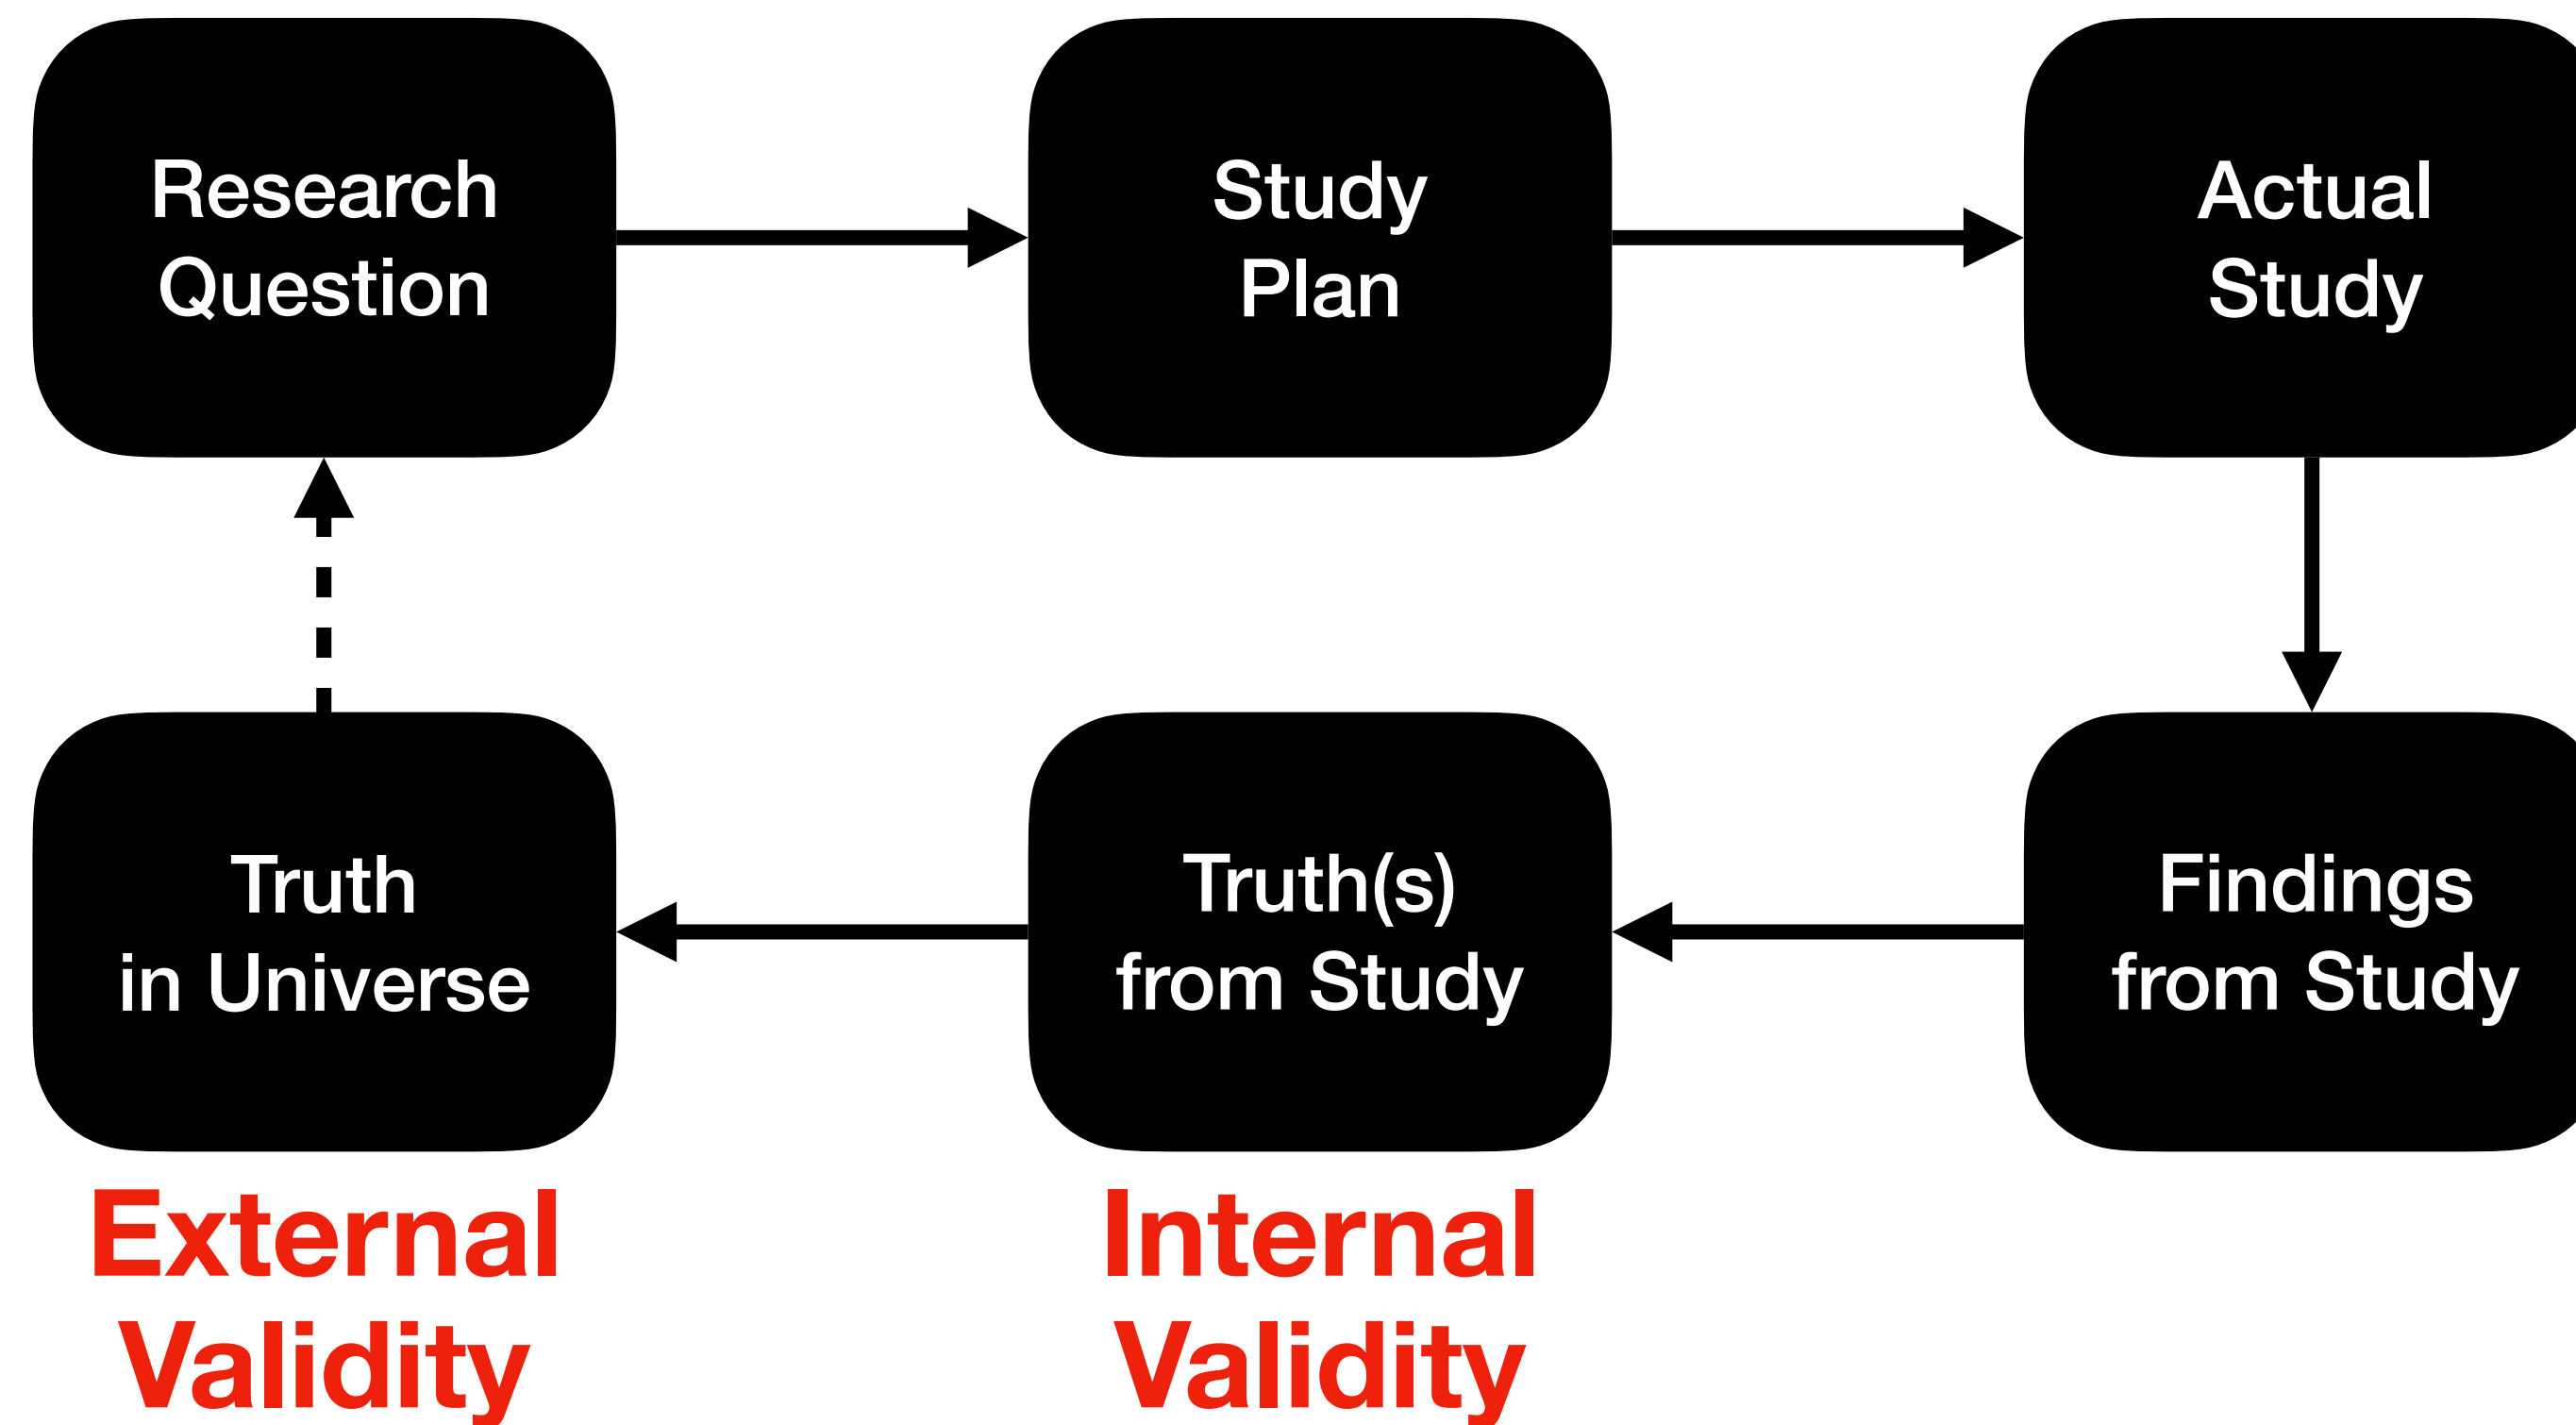 Research
Question
Study
Plan
Actual
Study
Truth
in Universe
Truth(s)
from Study
Findings
from Study
External
Validity
Internal
Validity